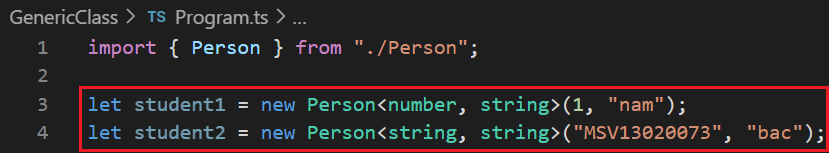 GenericClass > TS Program.ts > ...
1 import { Person } from "./Person";
2
3 let student1 = new Person<number, string>(1, "nam");
4 let student2 = new Person<string, string>("MSV13020073", "bac");